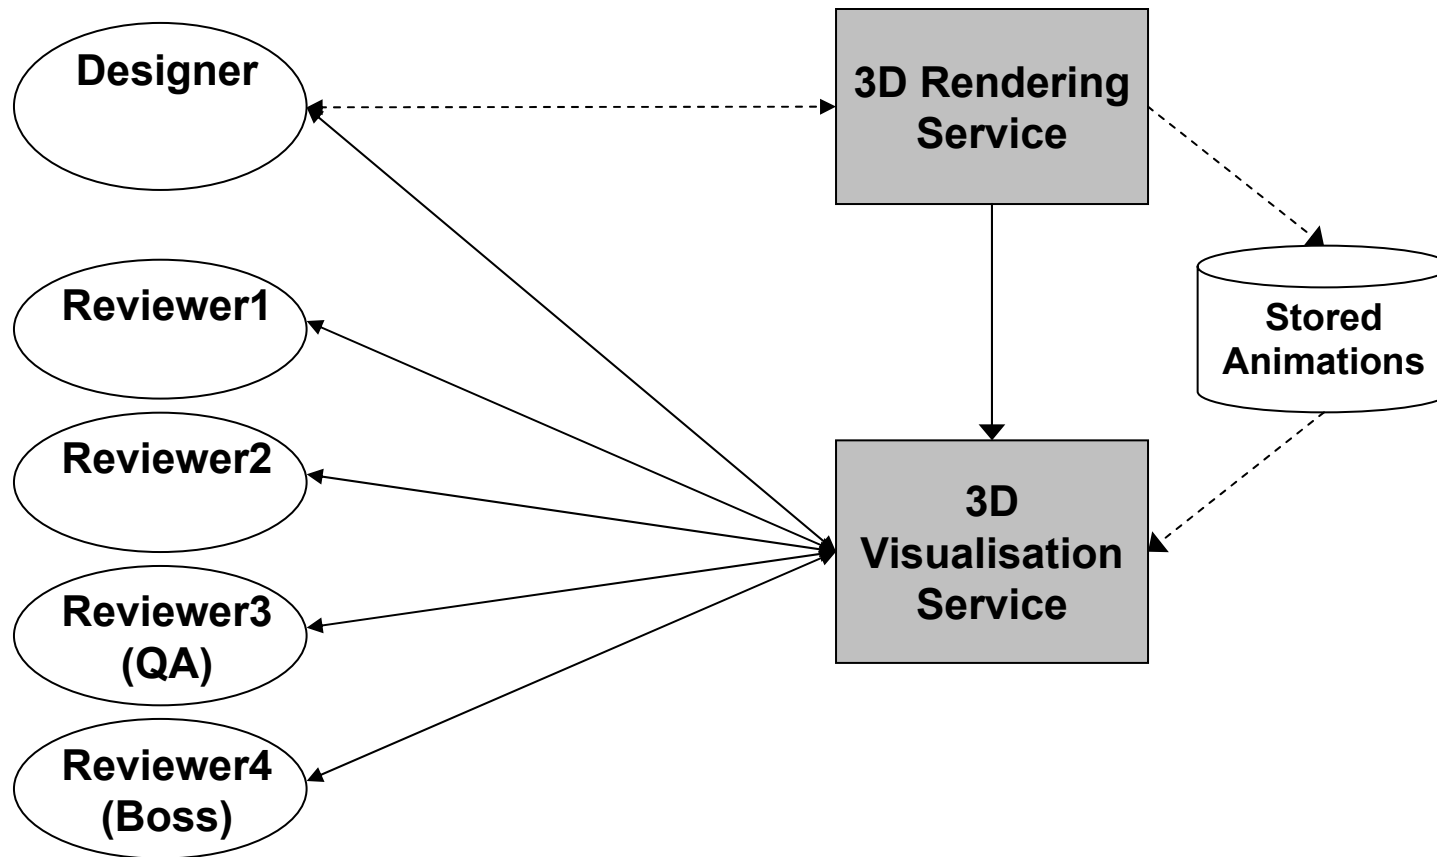 Designer
3D Rendering
Service
Reviewer1
Stored
Animations
Reviewer2
3D
Visualisation
Service
Reviewer3
(QA)
Reviewer4
(Boss)